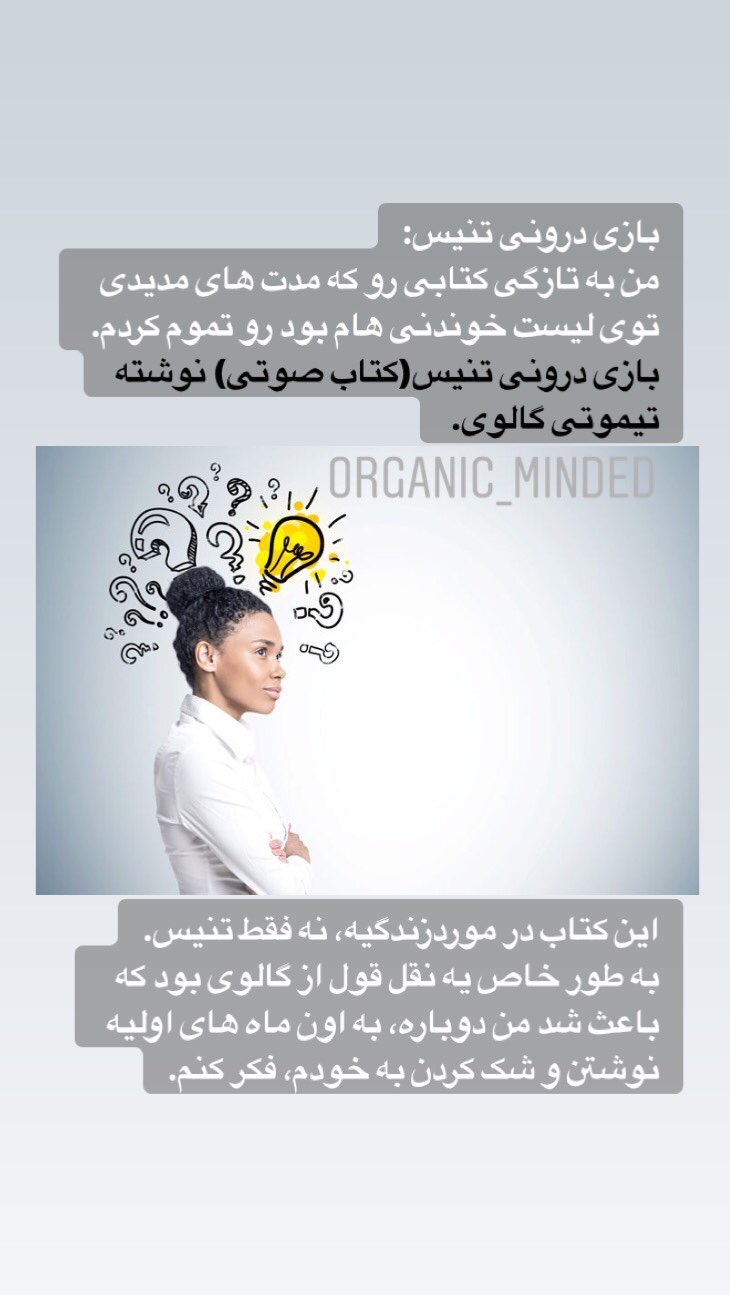 بازی درونی تنیس:
من به تازگی کتابی رو که مدت های مدیدی
توی لیست خوندنی هام بود رو تموم کردم.
بازی درونی تنیس(کتاب صوتی) نوشته
تیموتی گالوی.
ORGANIC_MINDED
این کتاب در موردزندگیه، نه فقط تنیس.
به طور خاص یه نقل قول از گالوی بود که
باعث شد من دوباره، به اون ماه های اولیه
نوشتن و شک کردن به خودم، فکر کنم.